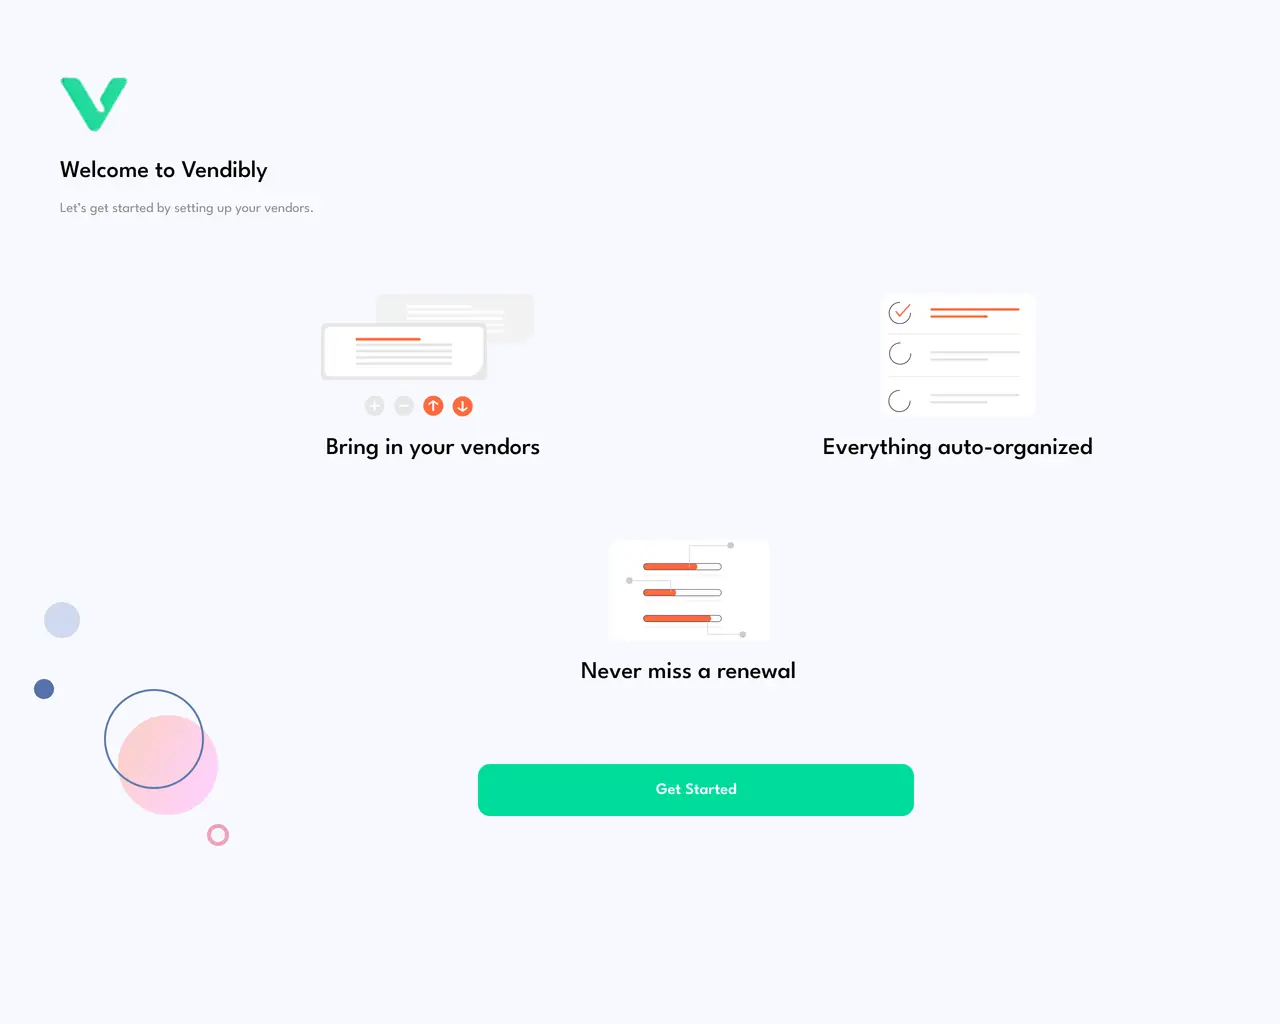 Welcome to Vendibly
Let's get started by setting up your vendors.
Bring in your vendors
Everything auto-organized
Never miss a renewal
Get Started